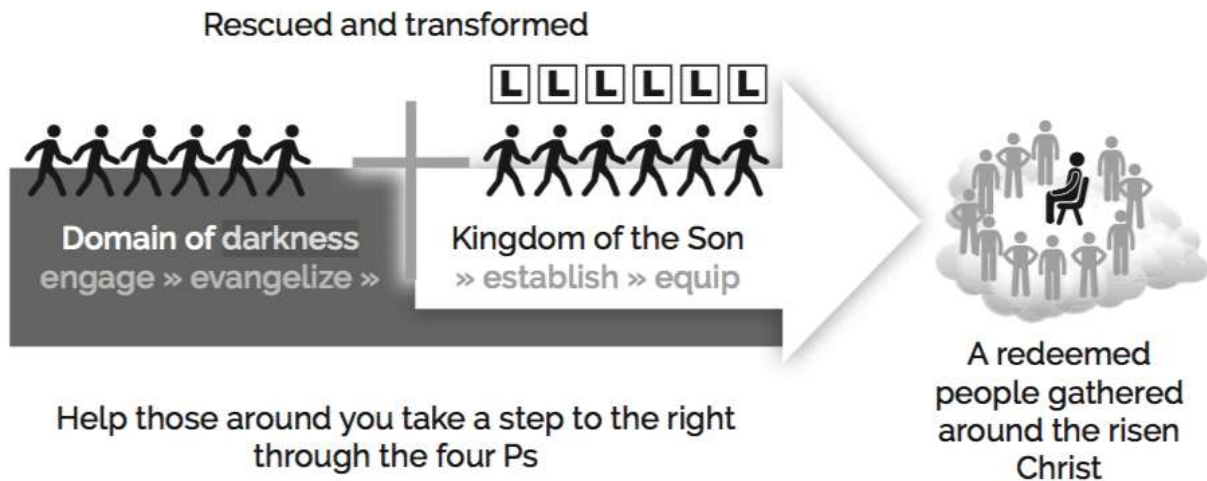 Rescued and transformed
L L L L L L
Domain of darkness
engage » evangelize »
Kingdom of the Son
» establish » equip
Help those around you take a step to the right
through the four Ps
A redeemed
people gathered
around the risen
Christ